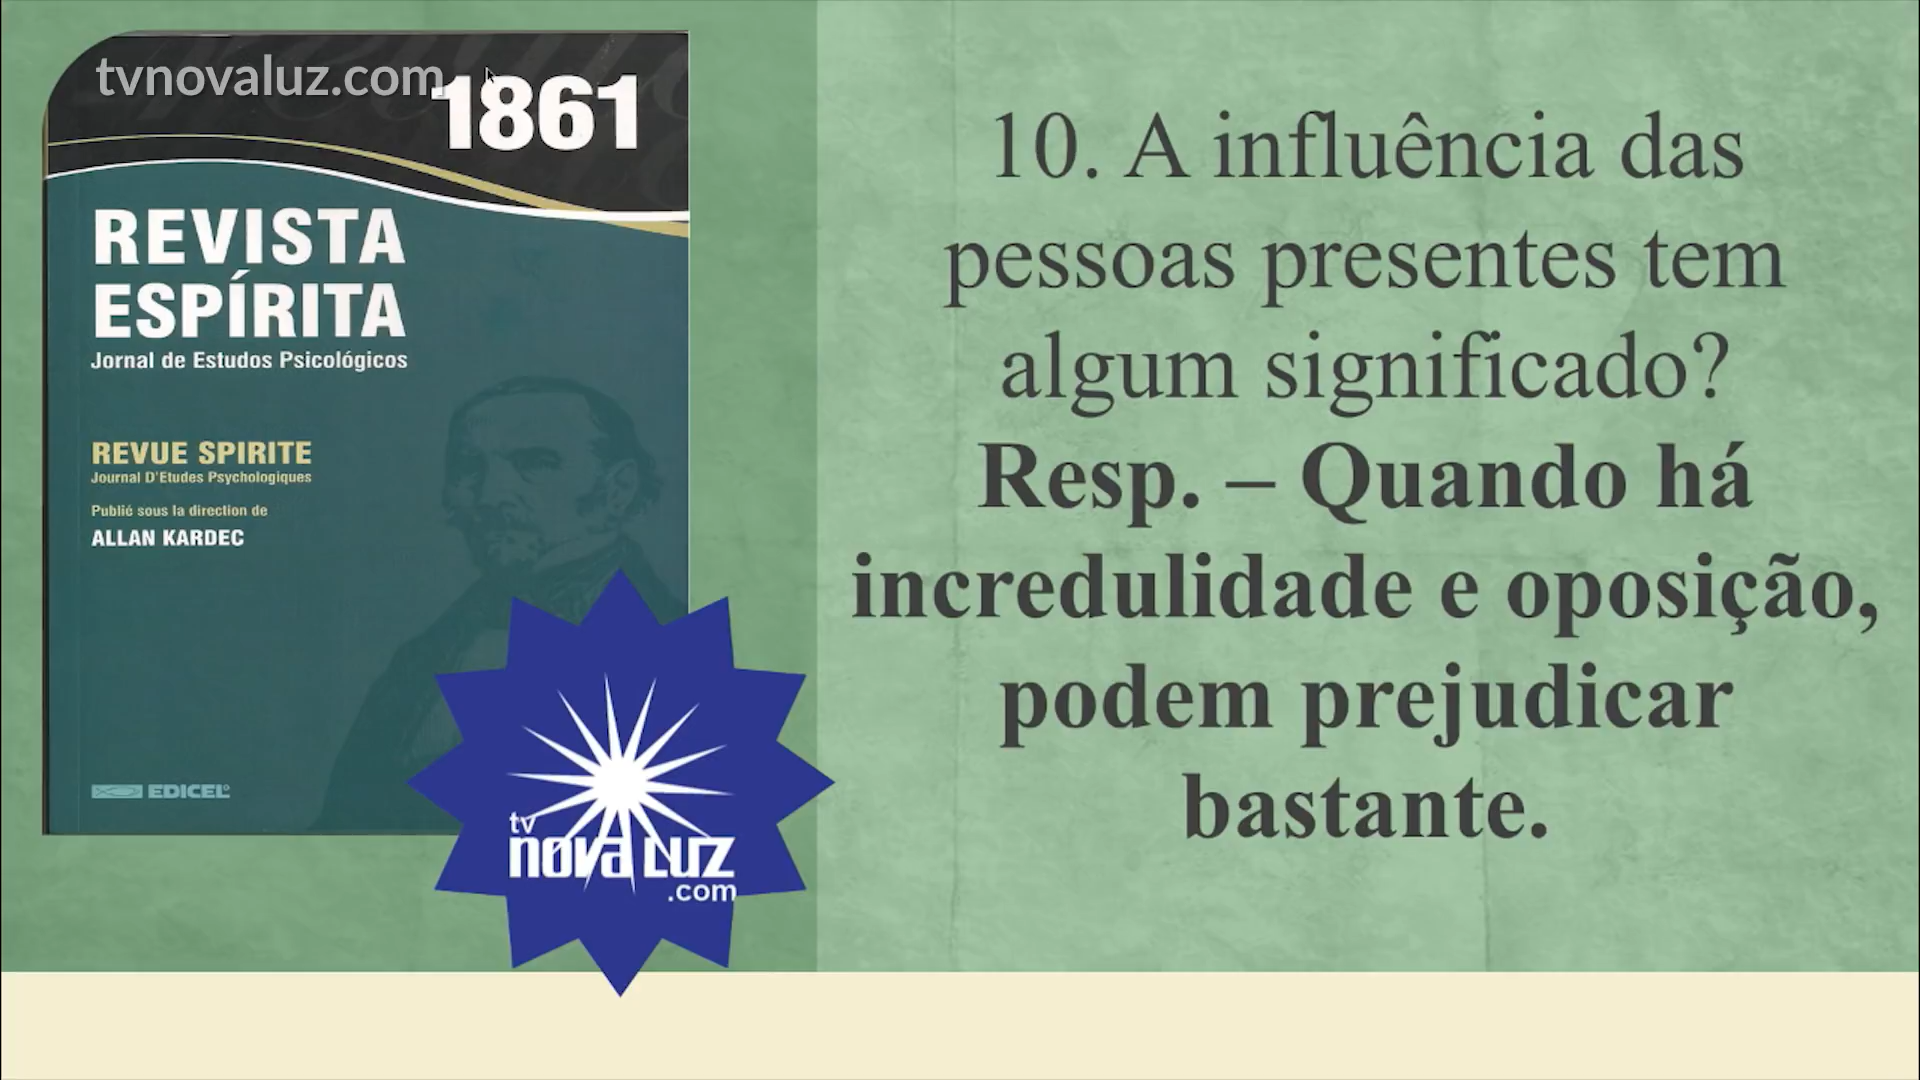 tvnovaluz.com
1861
REVISTA
ESPÍRITA
Jornal de Estudos Psicológicos
REVUE SPIRITE
Journal D'Etudes Psychologiques
Publié sous la direction de
ALLAN KARDEC
EDICEL
tv
nova Luz
.com
10. A influência das
pessoas presentes tem
algum significado?
Resp. – Quando há
incredulidade e oposição,
podem prejudicar
bastante.